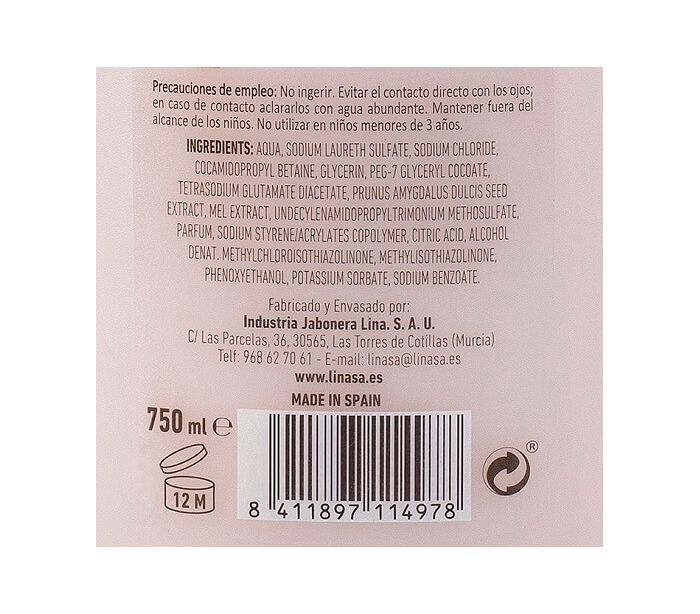 Precauciones de empleo: No ingerir. Evitar el contacto directo con los ojos;
en caso de contacto aclararlos con agua abundante. Mantener fuera del
alcance de los niños. No utilizar en niños menores de 3 años.
INGREDIENTS: AQUA, SODIUM LAURETH SULFATE, SODIUM CHLORIDE,
COCAMIDOPROPYL BETAINE, GLYCERIN, PEG-7 GLYCERYL COCOATE,
TETRASODIUM GLUTAMATE DIACETATE, PRUNUS AMYGDALUS DULCIS SEED
EXTRACT, MEL EXTRACT, UNDECYLENAMIDOPROPYLTRIMONIUM METHOSULFATE,
PARFUM, SODIUM STYRENE/ACRYLATES COPOLYMER, CITRIC ACID, ALCOHOL
DENAT. METHYLCHLOROISOTHIAZOLINONE, METHYLISOTHIAZOLINONE,
PHENOXYETHANOL, POTASSIUM SORBATE, SODIUM BENZOATE.
Fabricado y Envasado por:
Industria Jabonera Lina. S. A. U.
C/ Las Parcelas, 36, 30565, Las Torres de Cotillas (Murcia)
Telf: 968 62 70 61 - E-mail: linasa@linasa.es
www.linasa.es
MADE IN SPAIN
750 ml ℮
12 M
®
8 411897 114978